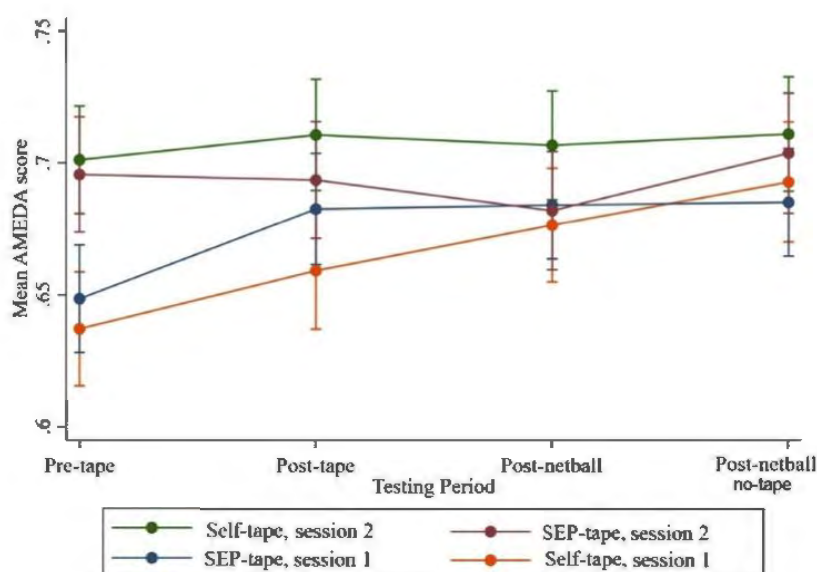 .75
.7
.65
.6
Mean AMEDA score
Pre-tape
Post-tape
Post-netball
Post-netball
no-tape
Testing Period
Self-tape, session 2
SEP-tape, session 2
SEP-tape, session 1
Self-tape, session 1